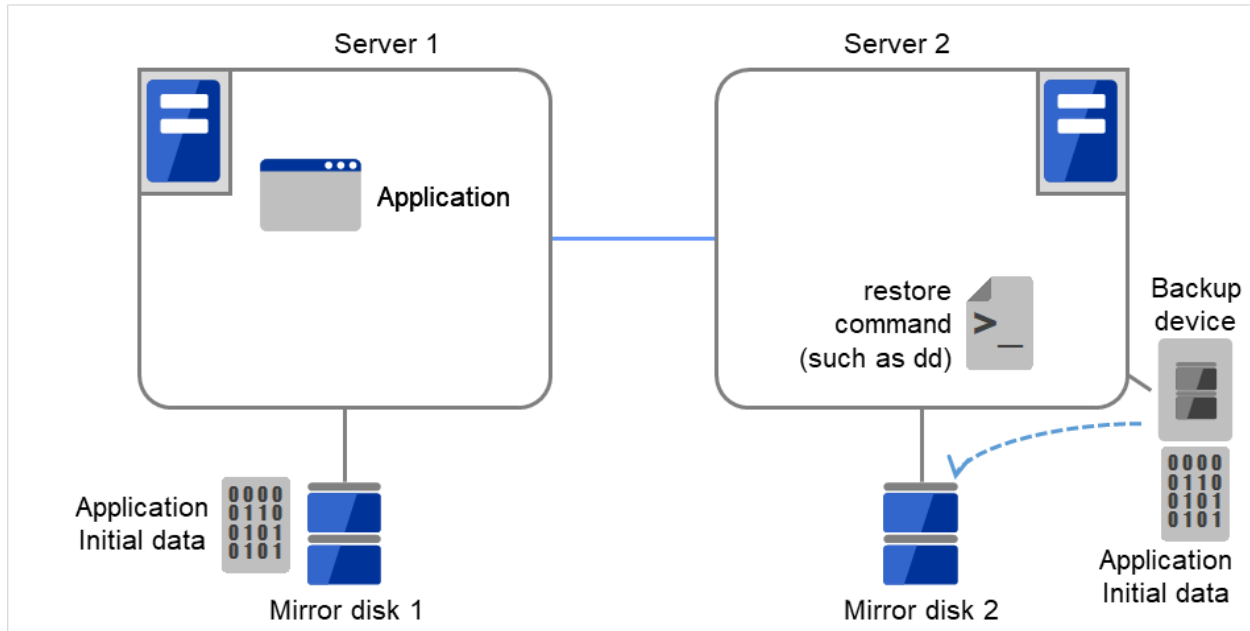 Server 1
Server 2
Application
restore
command
(such as dd)
>_
Backup
device
Application
Initial data
0000
0110
0101
0101
Mirror disk 1
Mirror disk 2
0000
0110
0101
0101
Application
Initial data